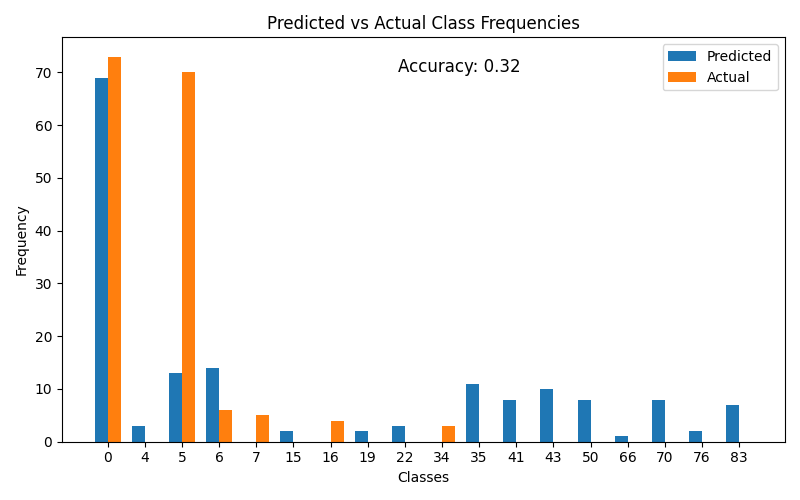 Predicted vs Actual Class Frequencies
Accuracy: 0.32
Predicted
Actual
Frequency
70
60
50
40
30
20
10
0
0 4 5 6 7 15 16 19 22 34 35 41 43 50 66 70 76 83
Classes